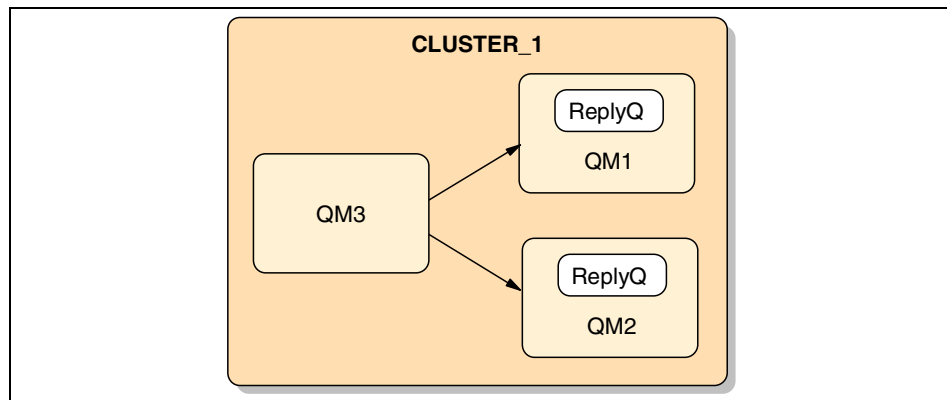 CLUSTER_1
ReplyQ
QM1
QM3
ReplyQ
QM2